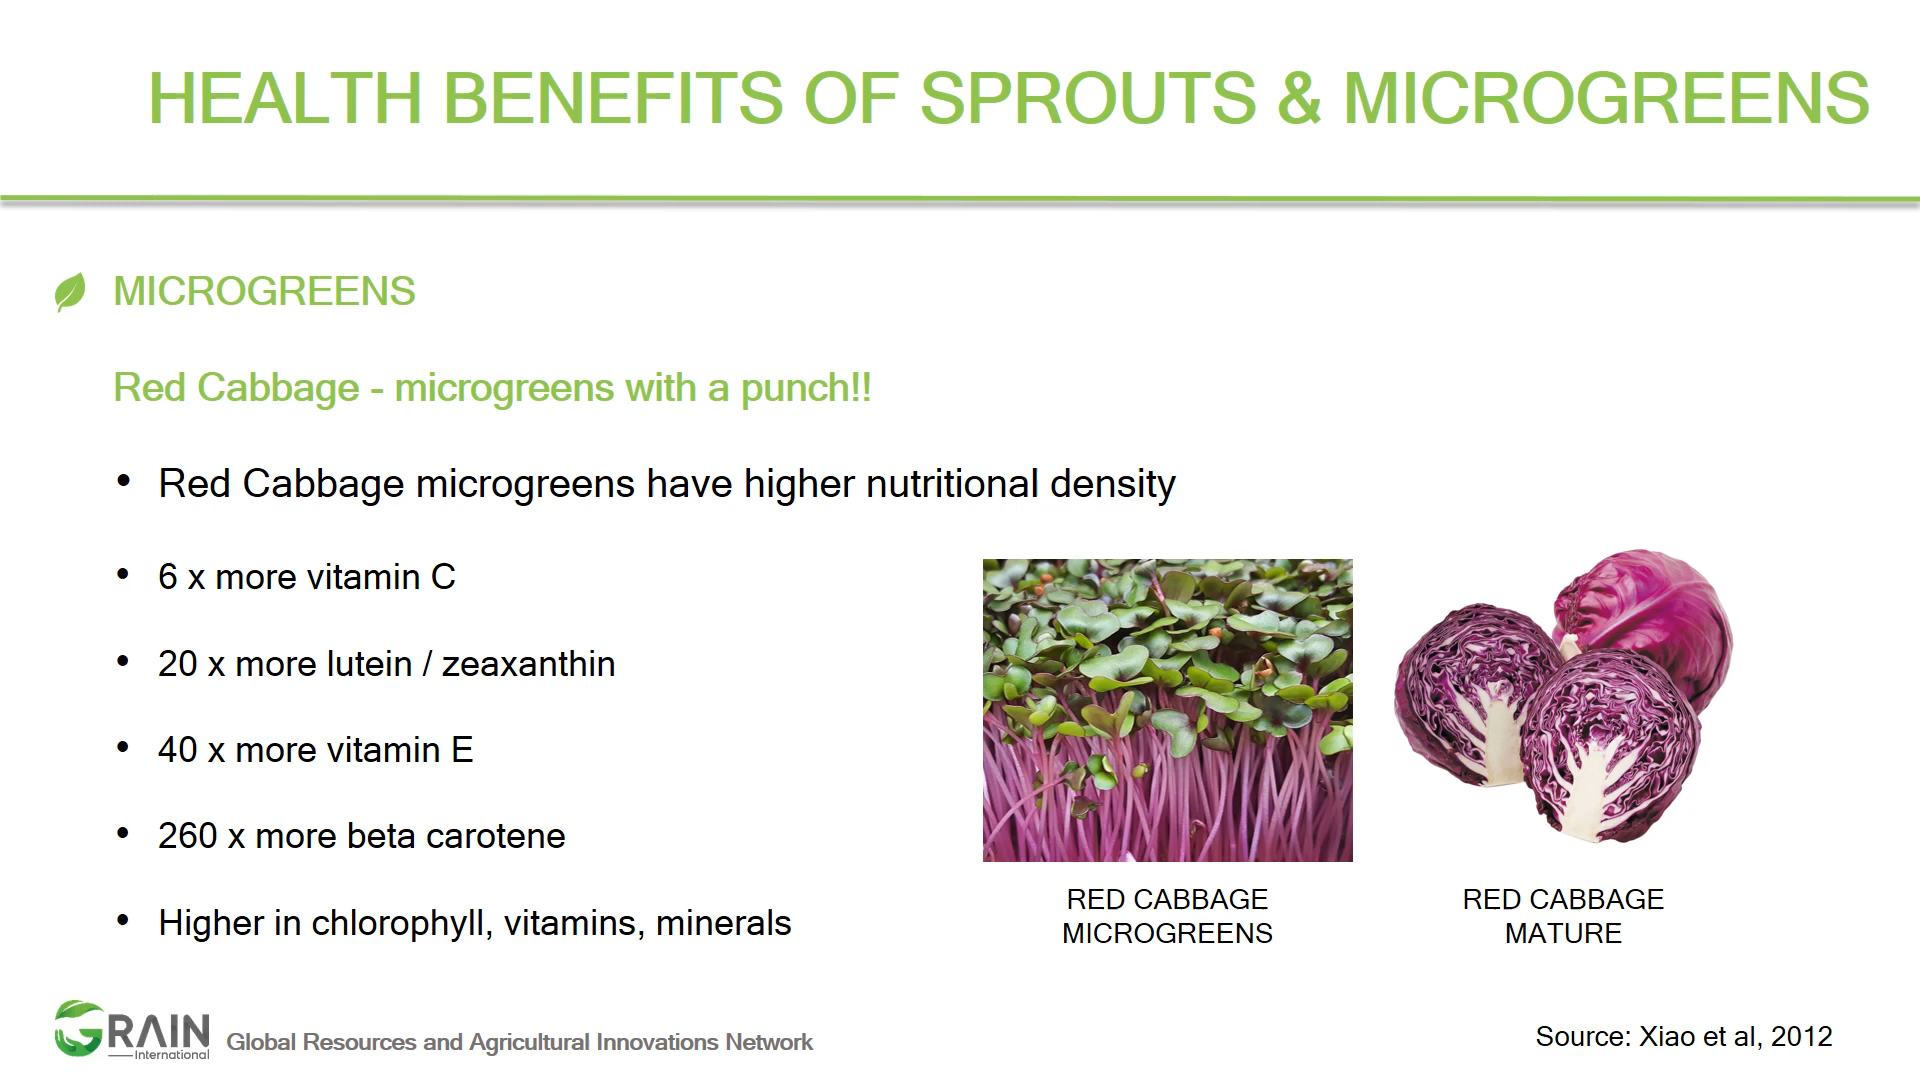 HEALTH BENEFITS OF SPROUTS & MICROGREENS
MICROGREENS
Red Cabbage - microgreens with a punch!!
• Red Cabbage microgreens have higher nutritional density
• 6 x more vitamin C
• 20 x more lutein / zeaxanthin
• 40 x more vitamin E
• 260 x more beta carotene
• Higher in chlorophyll, vitamins, minerals
RED CABBAGE
MICROGREENS
RED CABBAGE
MATURE
GRAIN
International
Global Resources and Agricultural Innovations Network
Source: Xiao et al, 2012